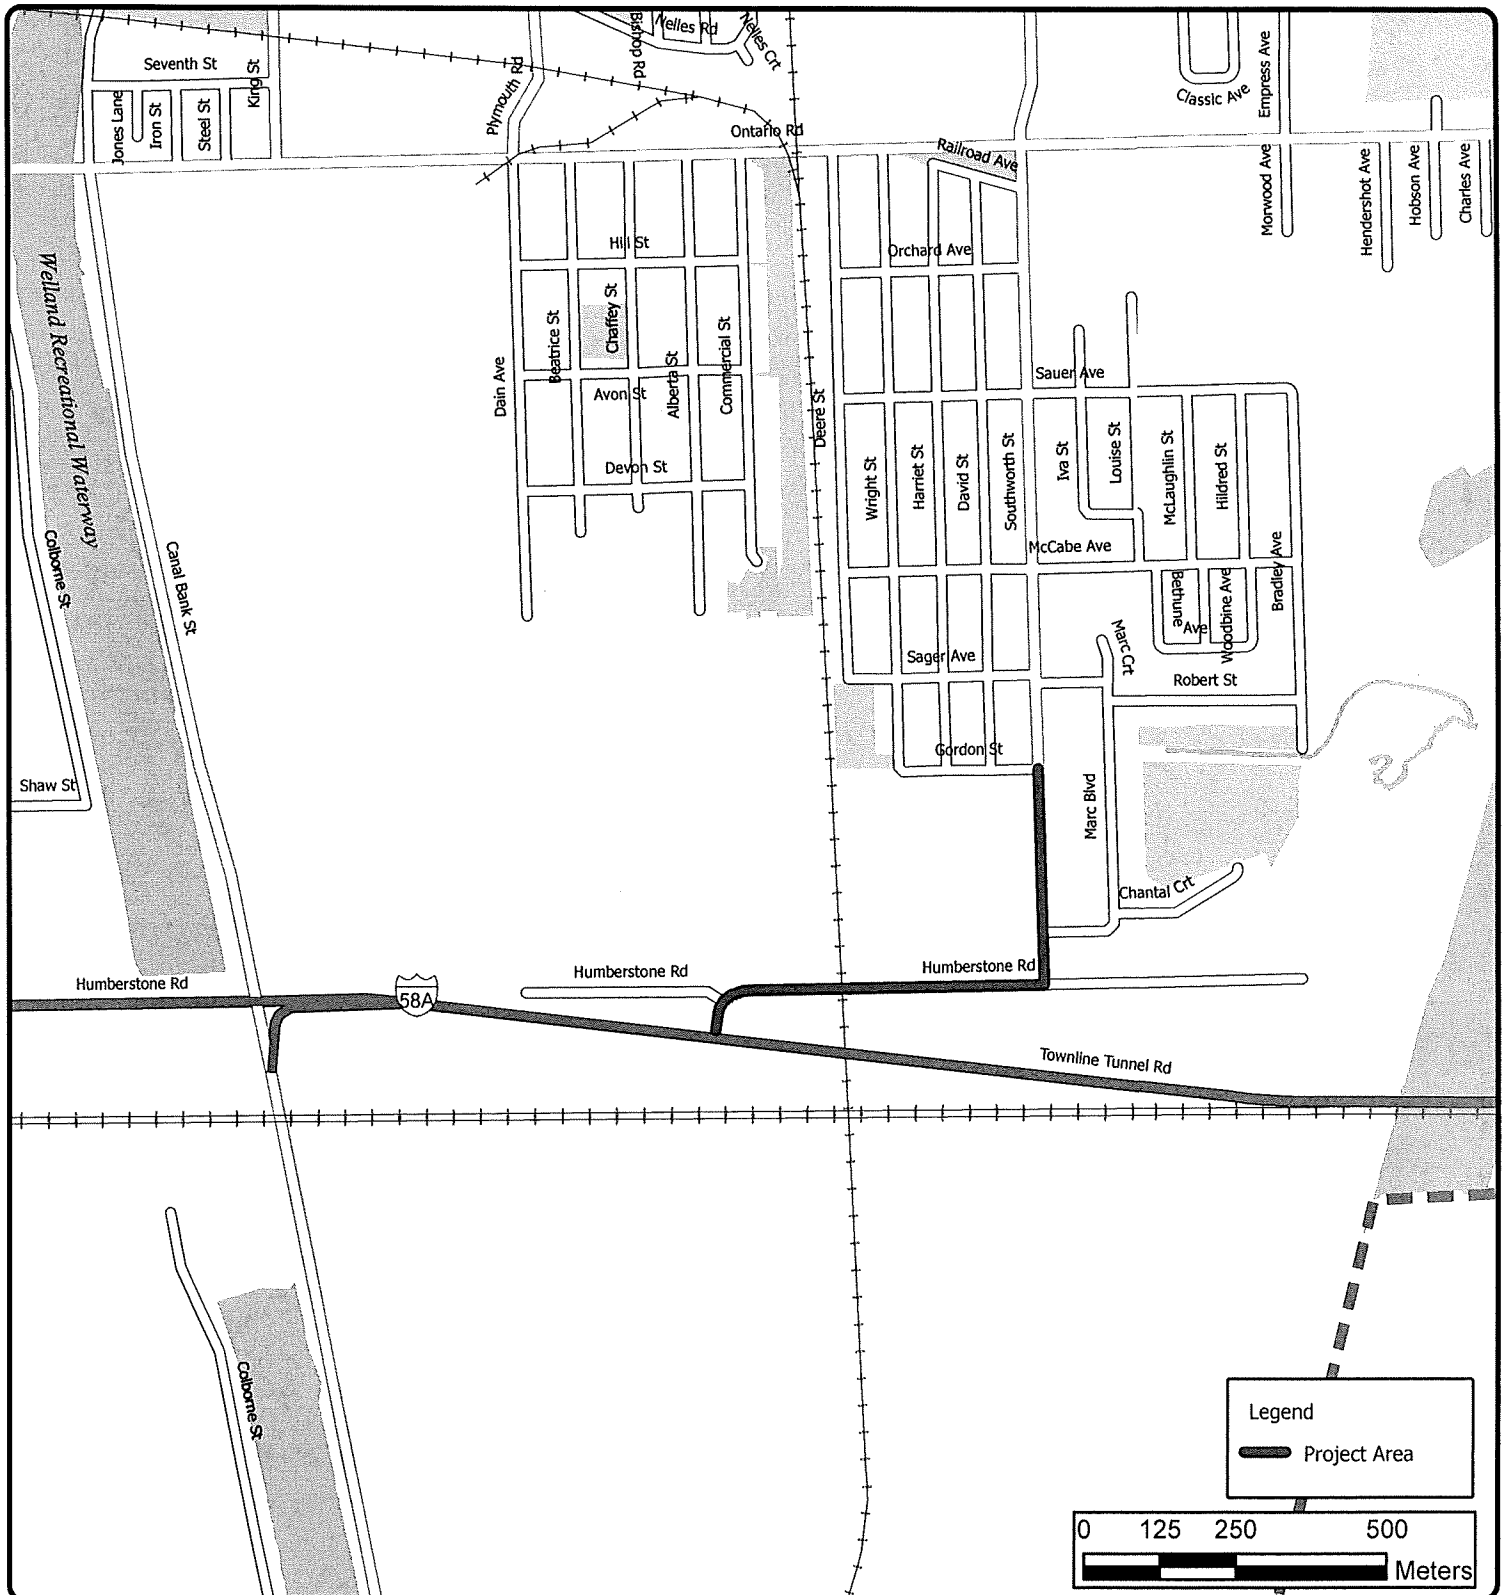 Nelles Rd
Bishop Rd
Nelles Crt
Seventh St
King St
Plymouth Rd
Classic Ave
Empress Ave
Jones Lane
Iron St
Steel St
Ontario Rd
Railroad Ave
Morwood Ave
Hendershot Ave
Hobson Ave
Charles Ave
Hill St
Orchard Ave
Welland Recreational Waterway
Beatrice St
Chaffey St
Alberta St
Commercial St
Dain Ave
Avon St
Deere St
Sauer Ave
Devon St
Wright St
Harriet St
David St
Southworth St
Iva St
Louise St
McLaughlin St
Hildred St
Colborne St
Canal Bank St
McCabe Ave
Bradley Ave
Bethune
Ave
Woodbine Ave
Marc Crt
Sager Ave
Robert St
Gordon St
Shaw St
Marc Blvd
Chantal Crt
Humberstone Rd
Humberstone Rd
Humberstone Rd
58A
Townline Tunnel Rd
Colborne St
Legend
Project Area
0 125 250 500
Meters